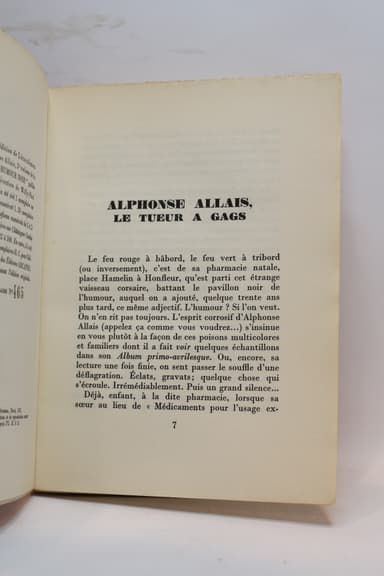 ALPHONSE ALLAIS,
LE TUEUR A GAGS
Le feu rouge à bâbord, le feu vert à tribord
(ou inversement), c'est de sa pharmacie natale,
place Hamelin à Honfleur, qu'est parti cet étrange
vaisseau corsaire, battant le pavillon noir de
l'humour, auquel on a ajouté, quelque trente ans
plus tard, ce même adjectif. L'humour ? Si l'on veut.
On n'en rit pas toujours. L'esprit corrosif d'Alphonse
Allais (appelez ça comme vous voudrez...) s'insinue
en vous plutôt à la façon de ces poisons multicolores
et familiers dont il fait voir quelques échantillons
dans son Album primo-avrilesque. Ou, encore, sa
lecture une fois finie, on sent passer le souffle d'une
déflagration. Éclats, gravats; quelque chose qui
s'écroule. Irrémédiablement. Puis un grand silence...
Déjà, enfant, à la dite pharmacie, lorsque sa
sœur au lieu de « Médicaments pour l'usage ex-
7
465